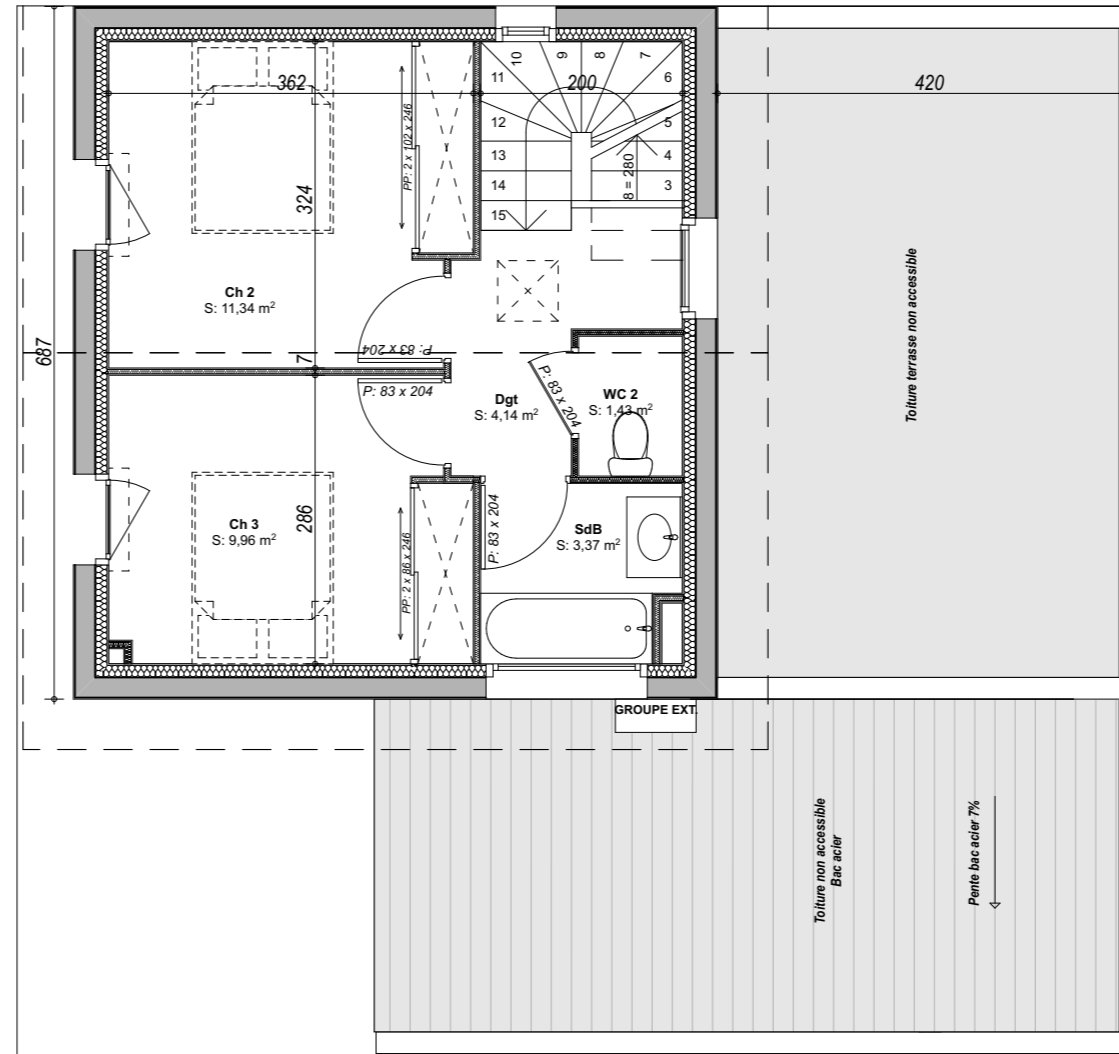 362
200
420
10
9
8
7
11
6
12
5
13
4
14
3
15
8 = 280
PP: 2 x 102 x 246
324
Ch 2
S: 11,34 m²
687
7
P: 83 x 204
P: 83 x 204
Dgt
S: 4,14 m²
P: 83 x 204
WC 2
S: 1,43 m²
Toiture terrasse non accessible
286
Ch 3
S: 9,96 m²
PP: 2 x 86 x 246
P: 83 x 204
SdB
S: 3,37 m²
GROUPE EXT.
Toiture non accessible
Bac acier
Pente bac acier 7%